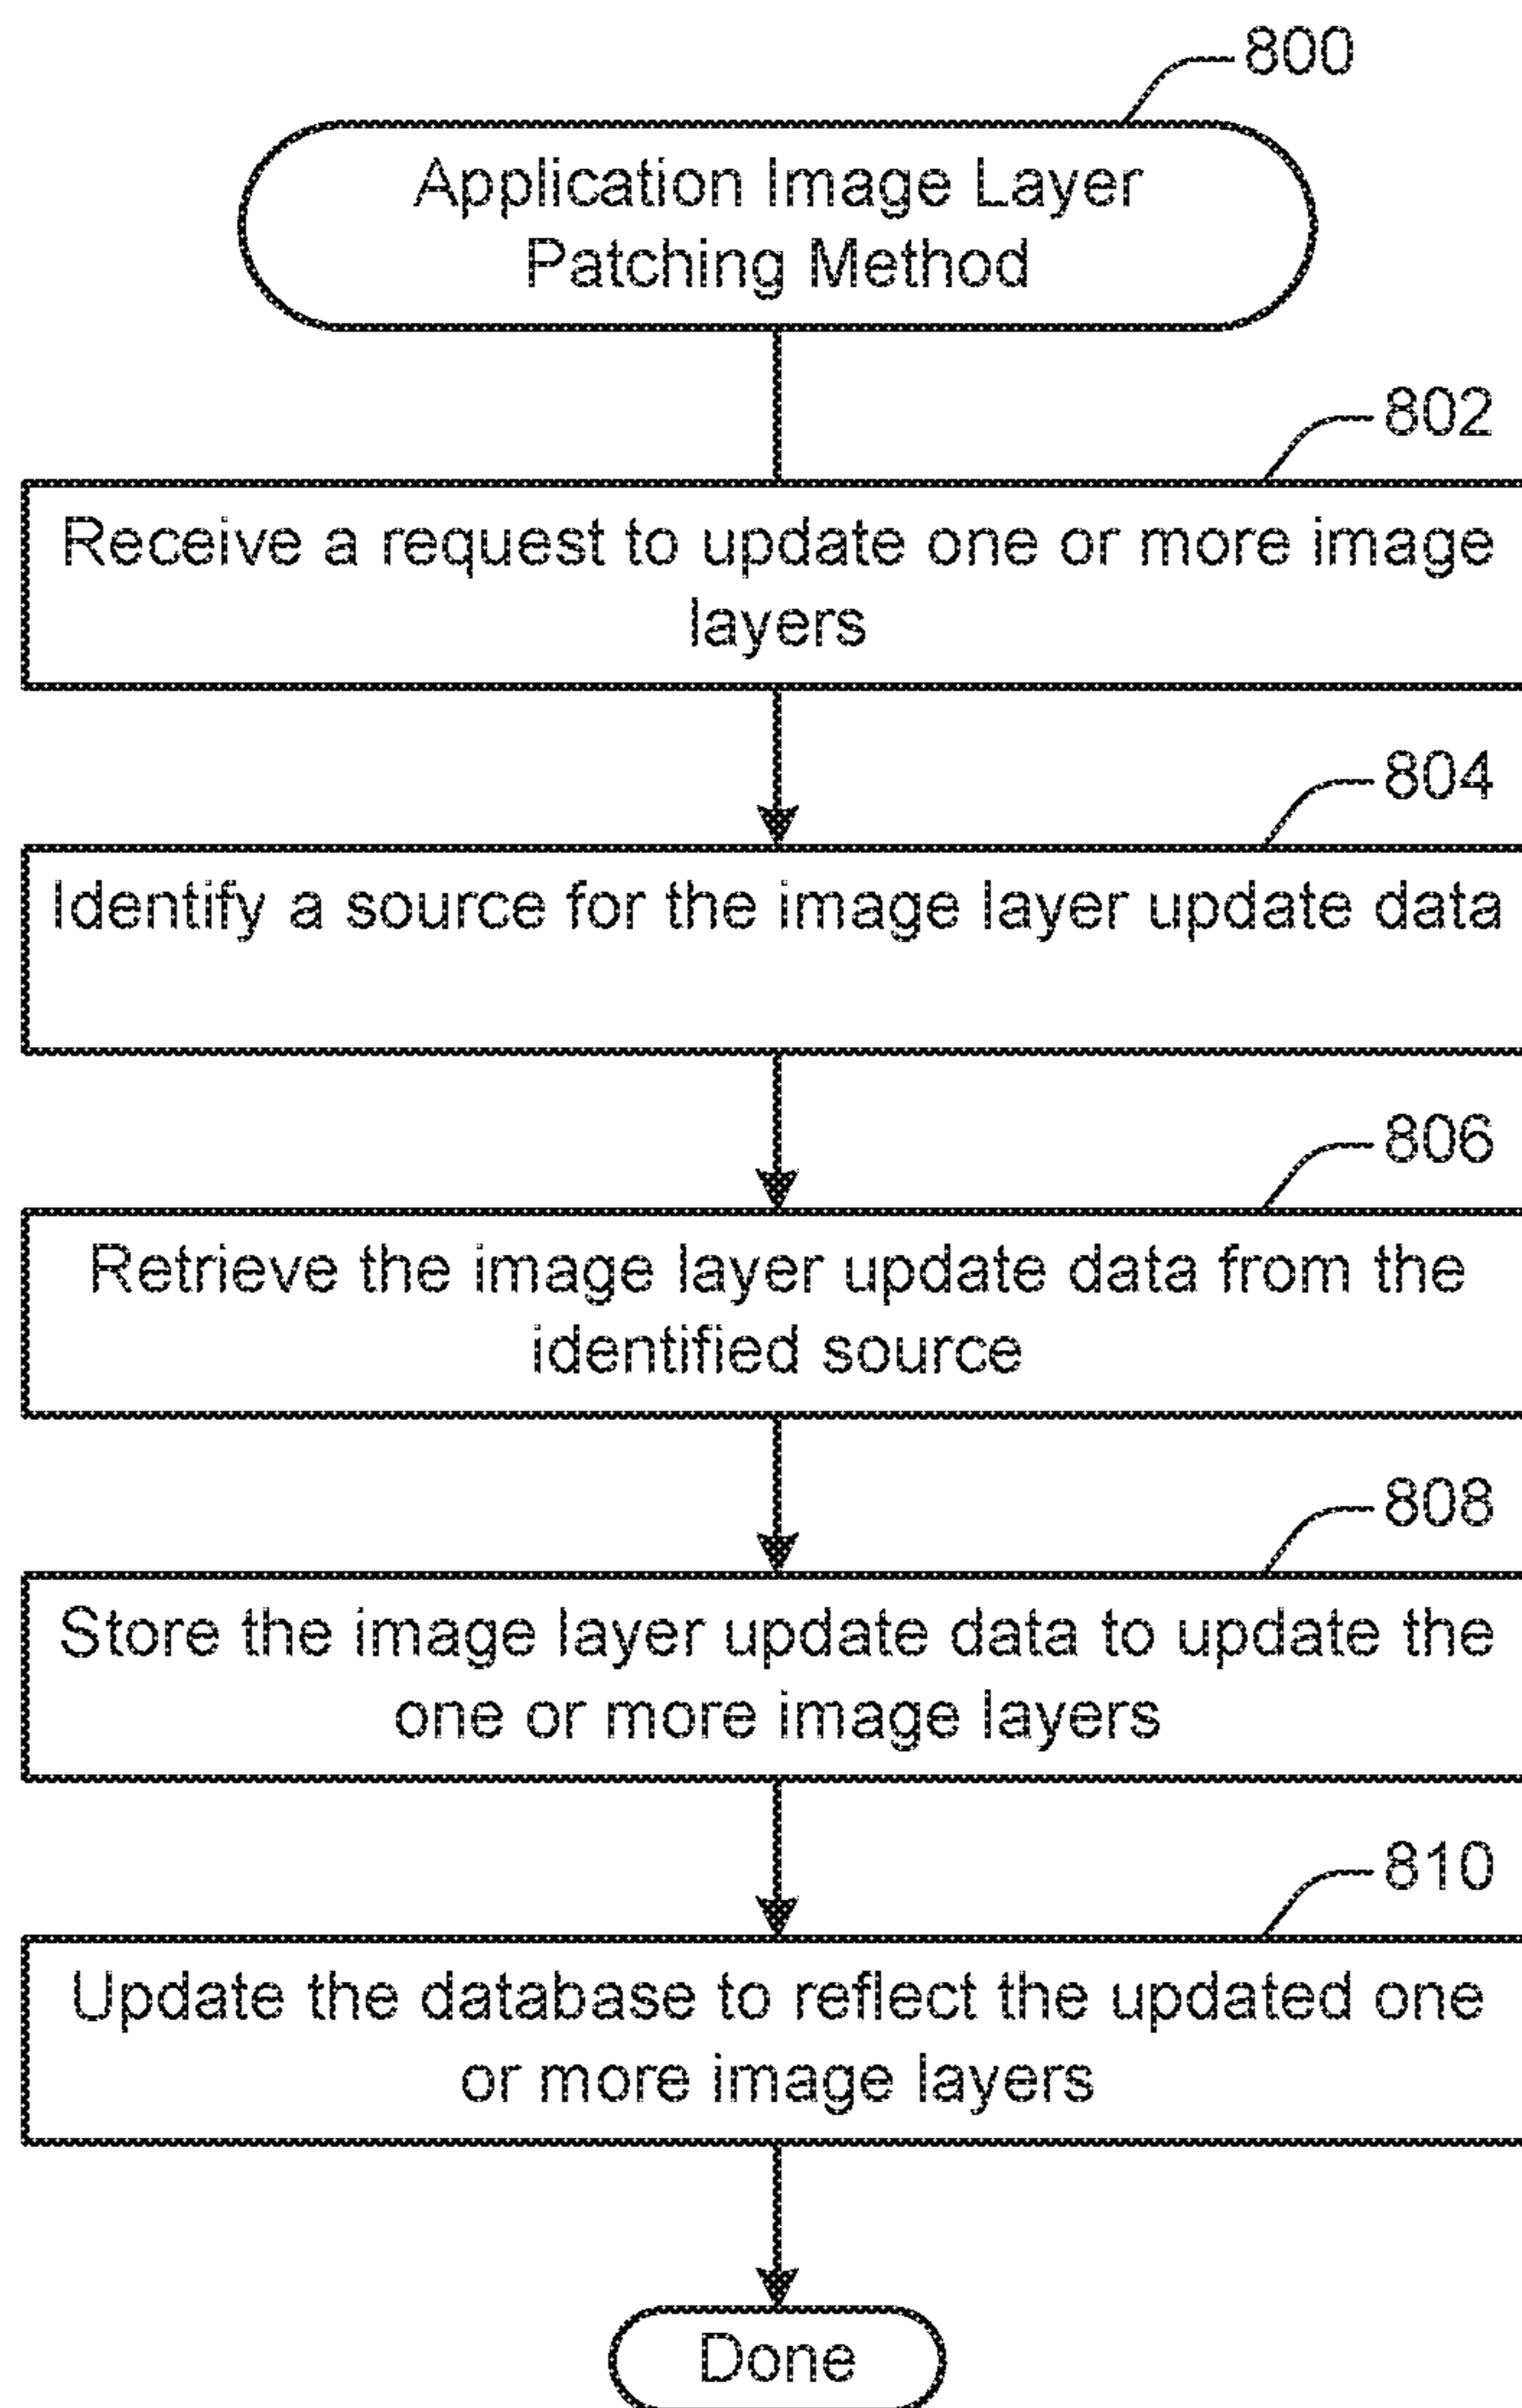 800
Application Image Layer
Patching Method
802
Receive a request to update one or more image
layers
804
Identify a source for the image layer update data
806
Retrieve the image layer update data from the
identified source
808
Store the image layer update data to update the
one or more image layers
810
Update the database to reflect the updated one
or more image layers
Done